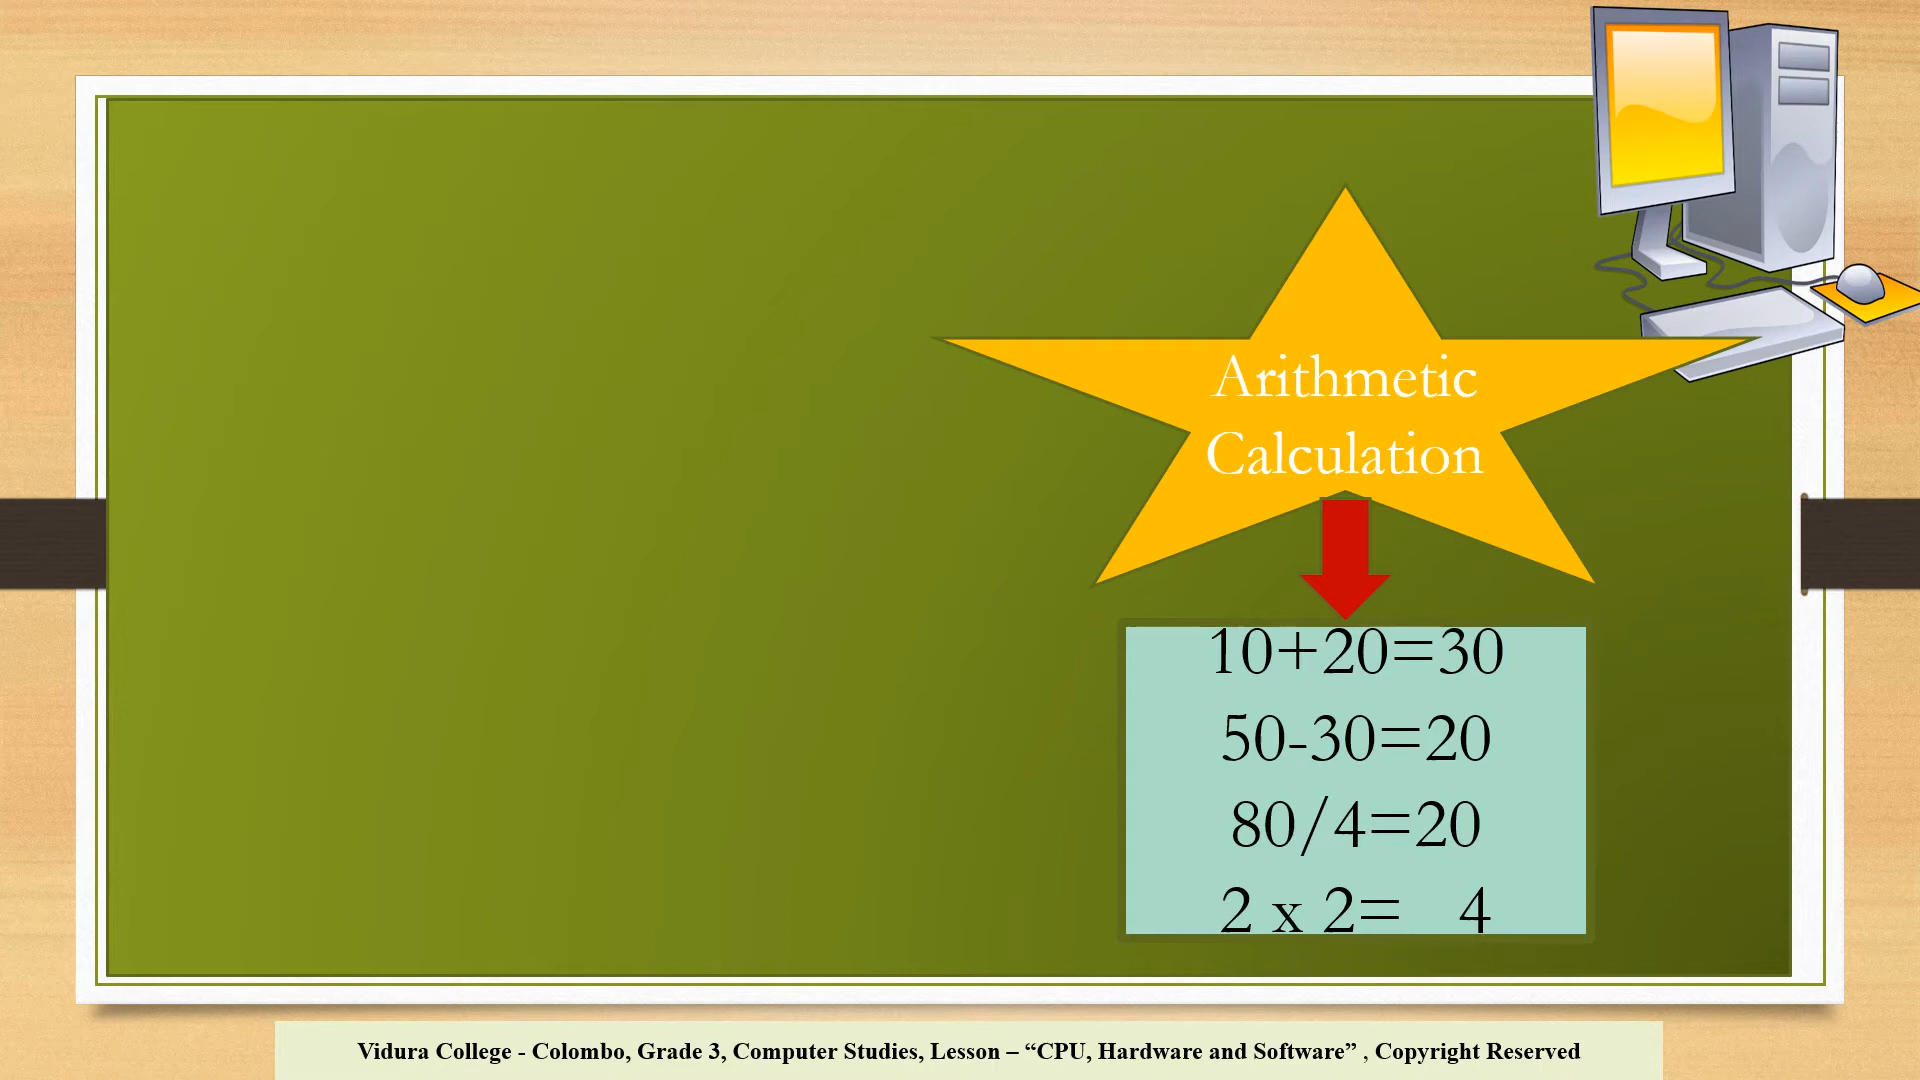 Arithmetic
Calculation
10+20=30
50-30=20
80/4=20
2 x 2=   4
Vidura College - Colombo, Grade 3, Computer Studies, Lesson – “CPU, Hardware and Software” , Copyright Reserved